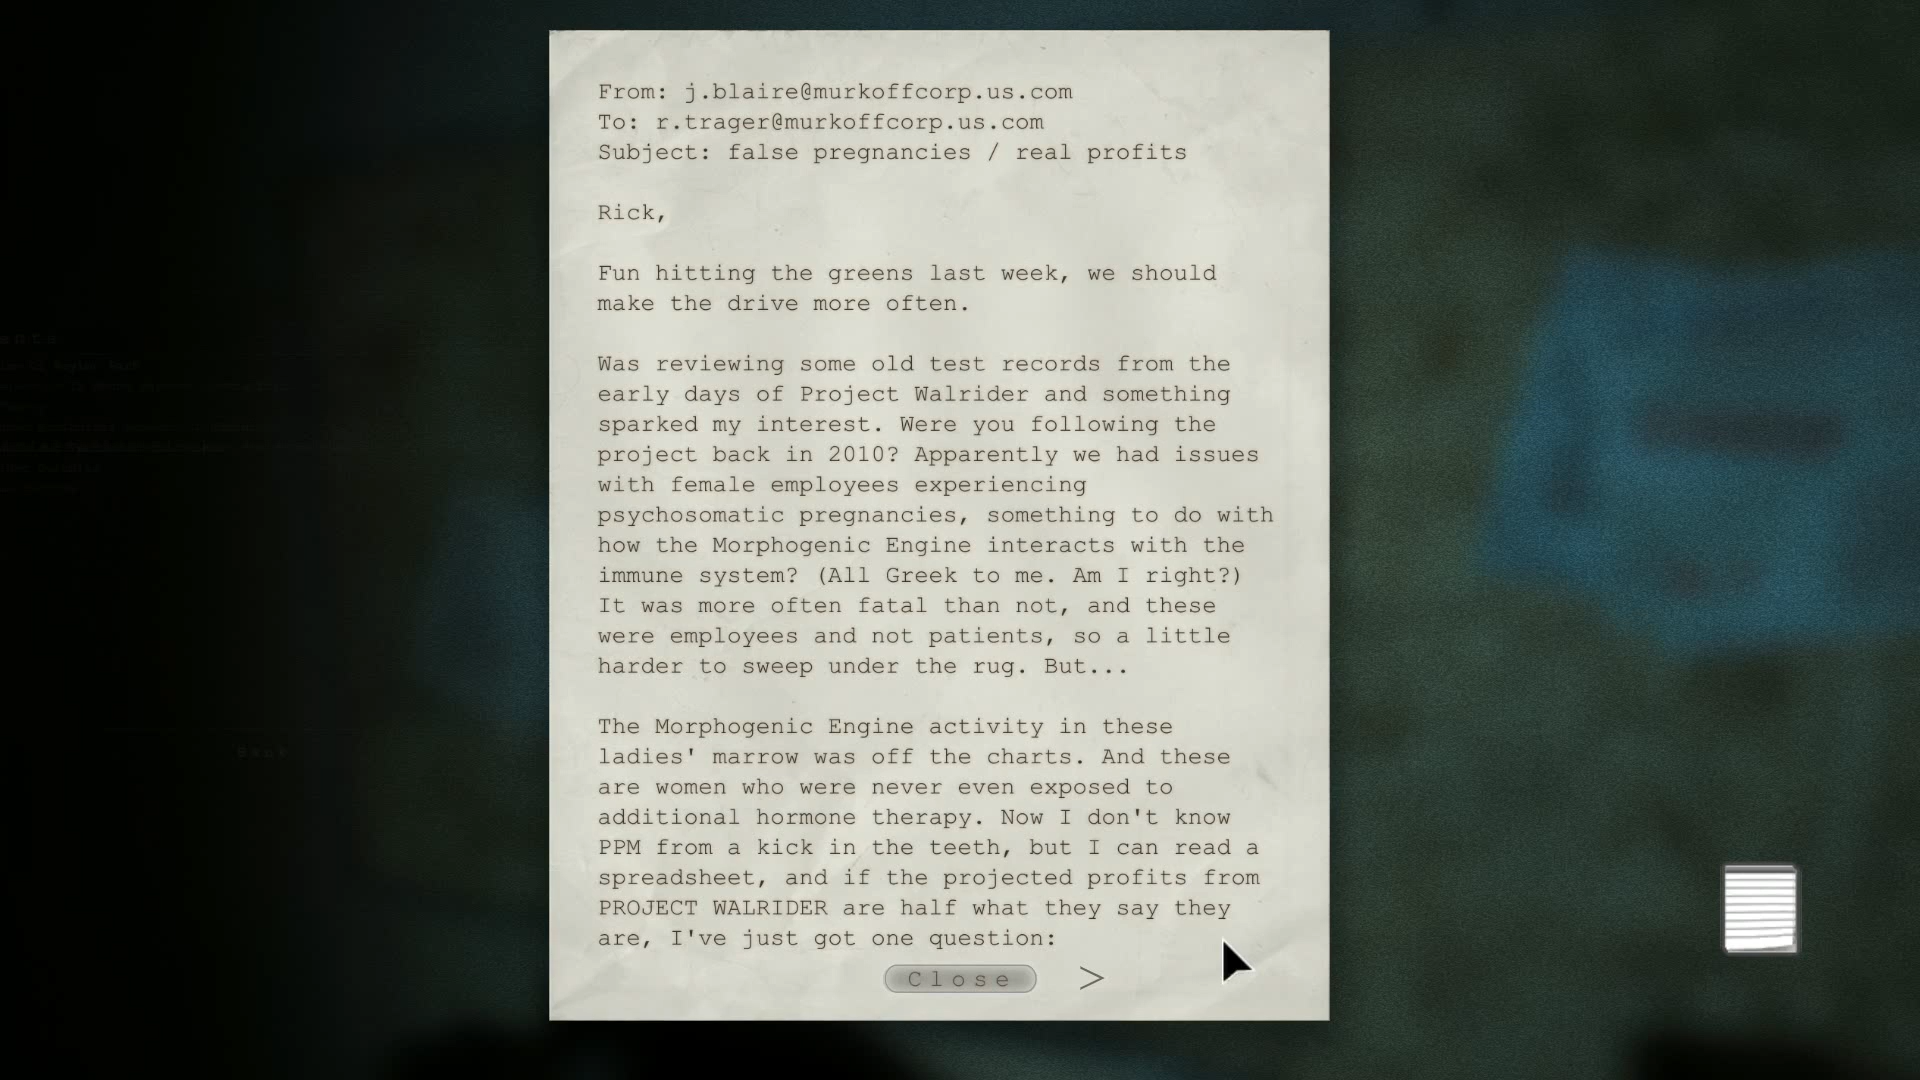 From: j.blaire@murkoffcorp.us.com
To: r.trager@murkoffcorp.us.com
Subject: false pregnancies / real profits
Rick,
Fun hitting the greens last week, we should
make the drive more often.
Was reviewing some old test records from the
early days of Project Walrider and something
sparked my interest. Were you following the
project back in 2010? Apparently we had issues
with female employees experiencing
psychosomatic pregnancies, something to do with
how the Morphogenic Engine interacts with the
immune system? (All Greek to me. Am I right?)
It was more often fatal than not, and these
were employees and not patients, so a little
harder to sweep under the rug. But...
The Morphogenic Engine activity in these
ladies' marrow was off the charts. And these
are women who were never even exposed to
additional hormone therapy. Now I don't know
PPM from a kick in the teeth, but I can read a
spreadsheet, and if the projected profits from
PROJECT WALRIDER are half what they say they
are, I've just got one question:
Close >